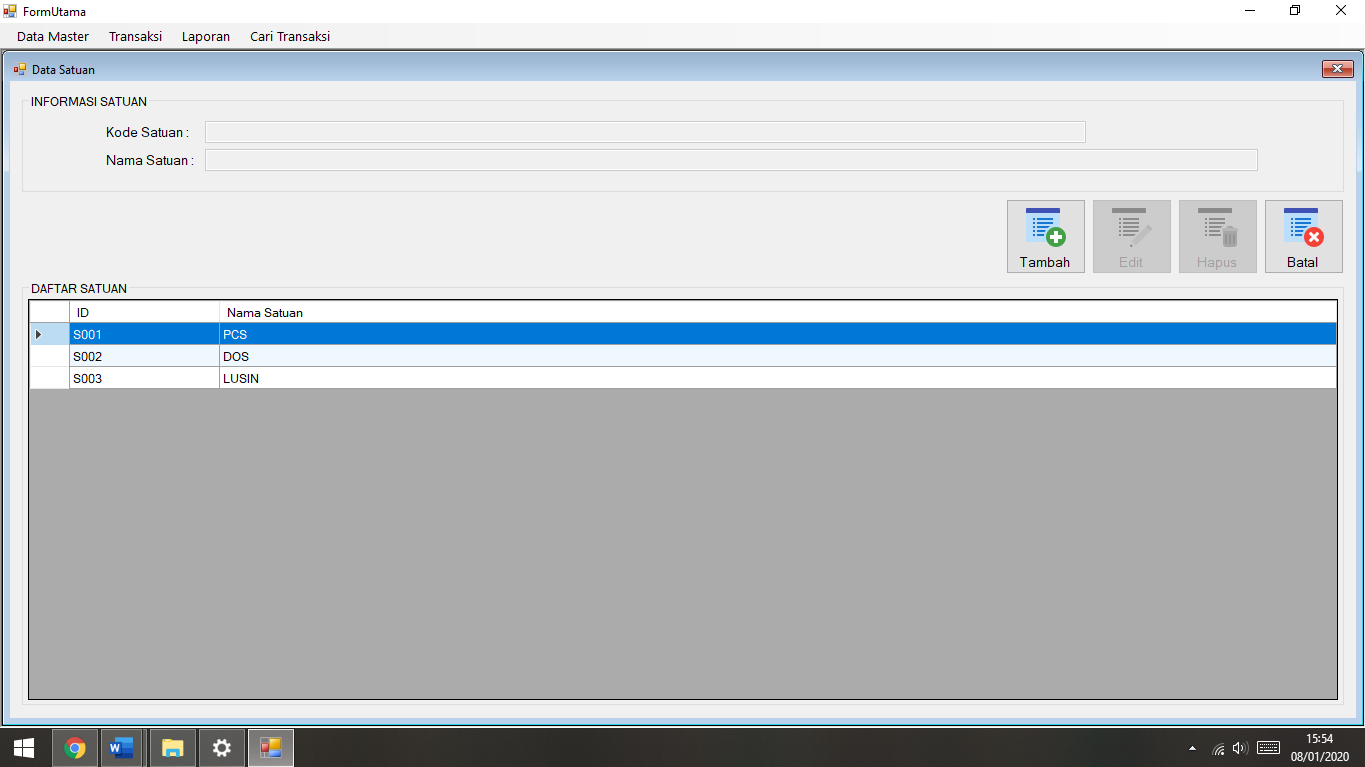 FormUtama
Data Master Transaksi Laporan Cari Transaksi
Data Satuan
INFORMASI SATUAN
Kode Satuan :
Nama Satuan :
Tambah Edit Hapus Batal
DAFTAR SATUAN
ID Nama Satuan
S001 PCS
S002 DOS
S003 LUSIN
15:54
08/01/2020